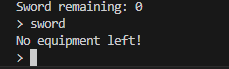 Sword remaining: 0
> sword
No equipment left!
>